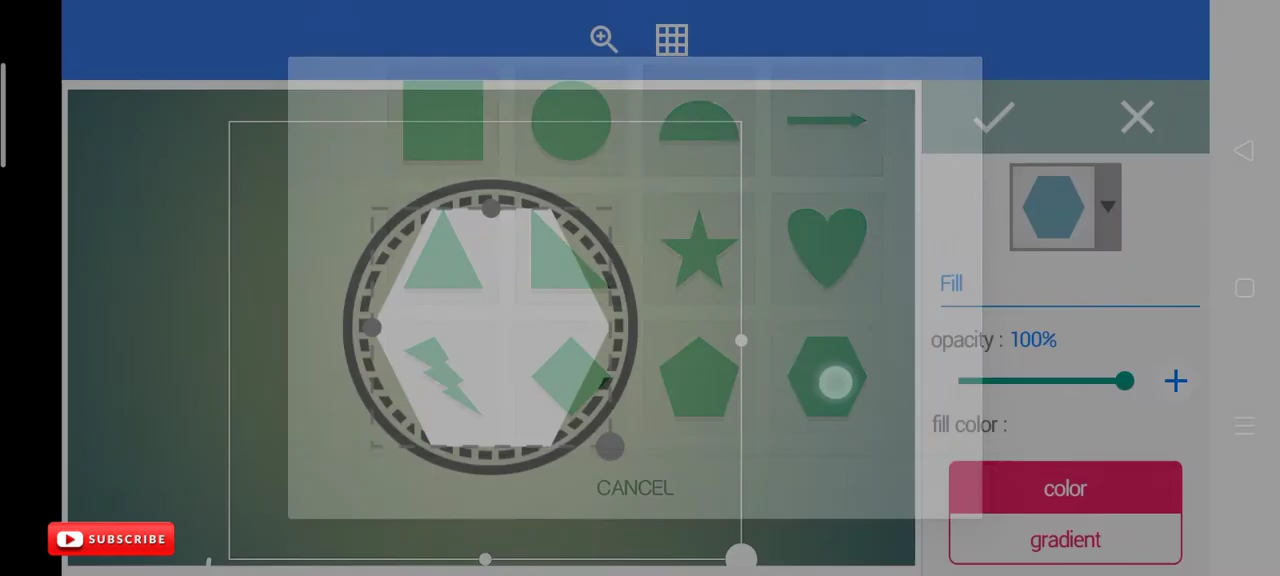 Fill
opacity : 100%
fill color :
color
gradient
CANCEL
SUBSCRIBE